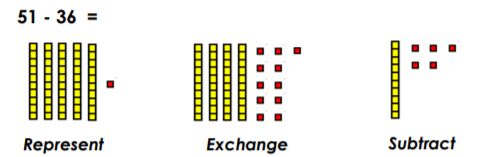 51 - 36 =
Represent
Exchange
Subtract